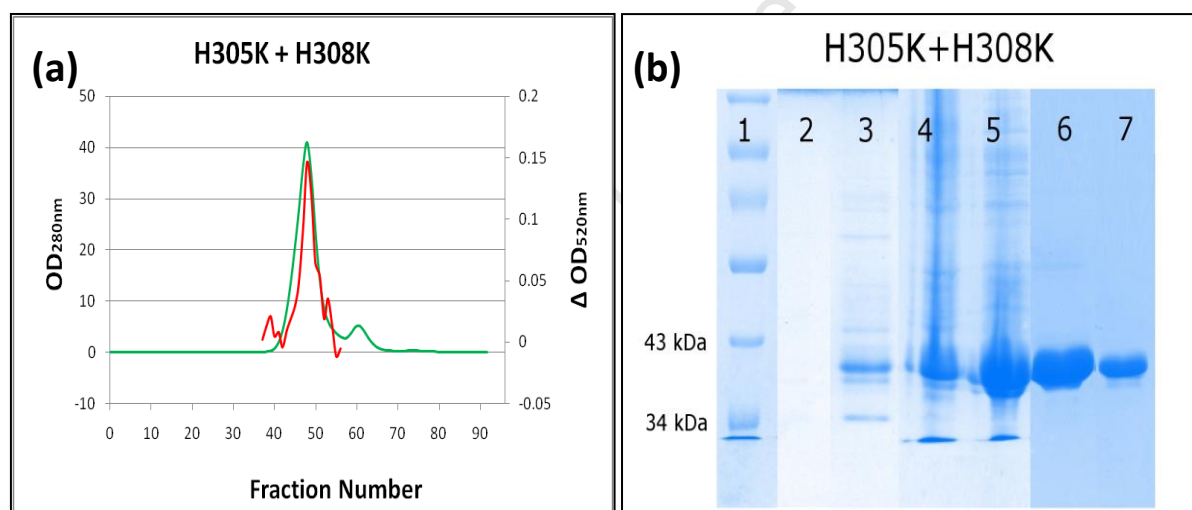 (a)
H305K + H308K
50
40
30
20
10
0
-10
0.2
0.15
0.1
0.05
0
-0.05
OD280nm
Δ OD520nm
0 10 20 30 40 50 60 70 80 90
Fraction Number
(b)
H305K+H308K
1 2 3 4 5 6 7
43 kDa
34 kDa